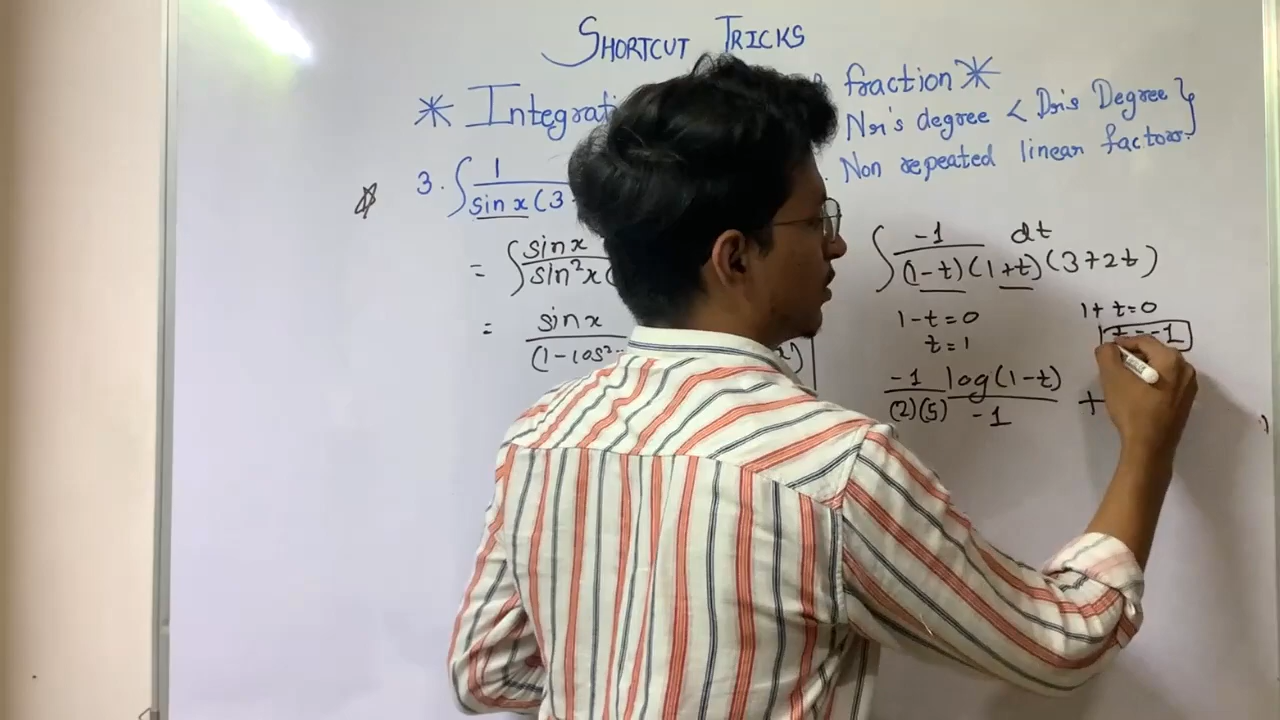 SHORTCUT TRICKS
* Integrati fraction *
Nr's degree < Dr's Degree }
Non repeated linear factors.
3. ∫ 1 / sin x (3
= ∫ sin x / sin²x (
= sin x / (1 - cos² x)
∫ -1 dt / (1-t)(1+t)(3+2t)
1-t=0
t=1
1+t=0
t=-1
-1/(2)(5) log(1-t)/-1 +